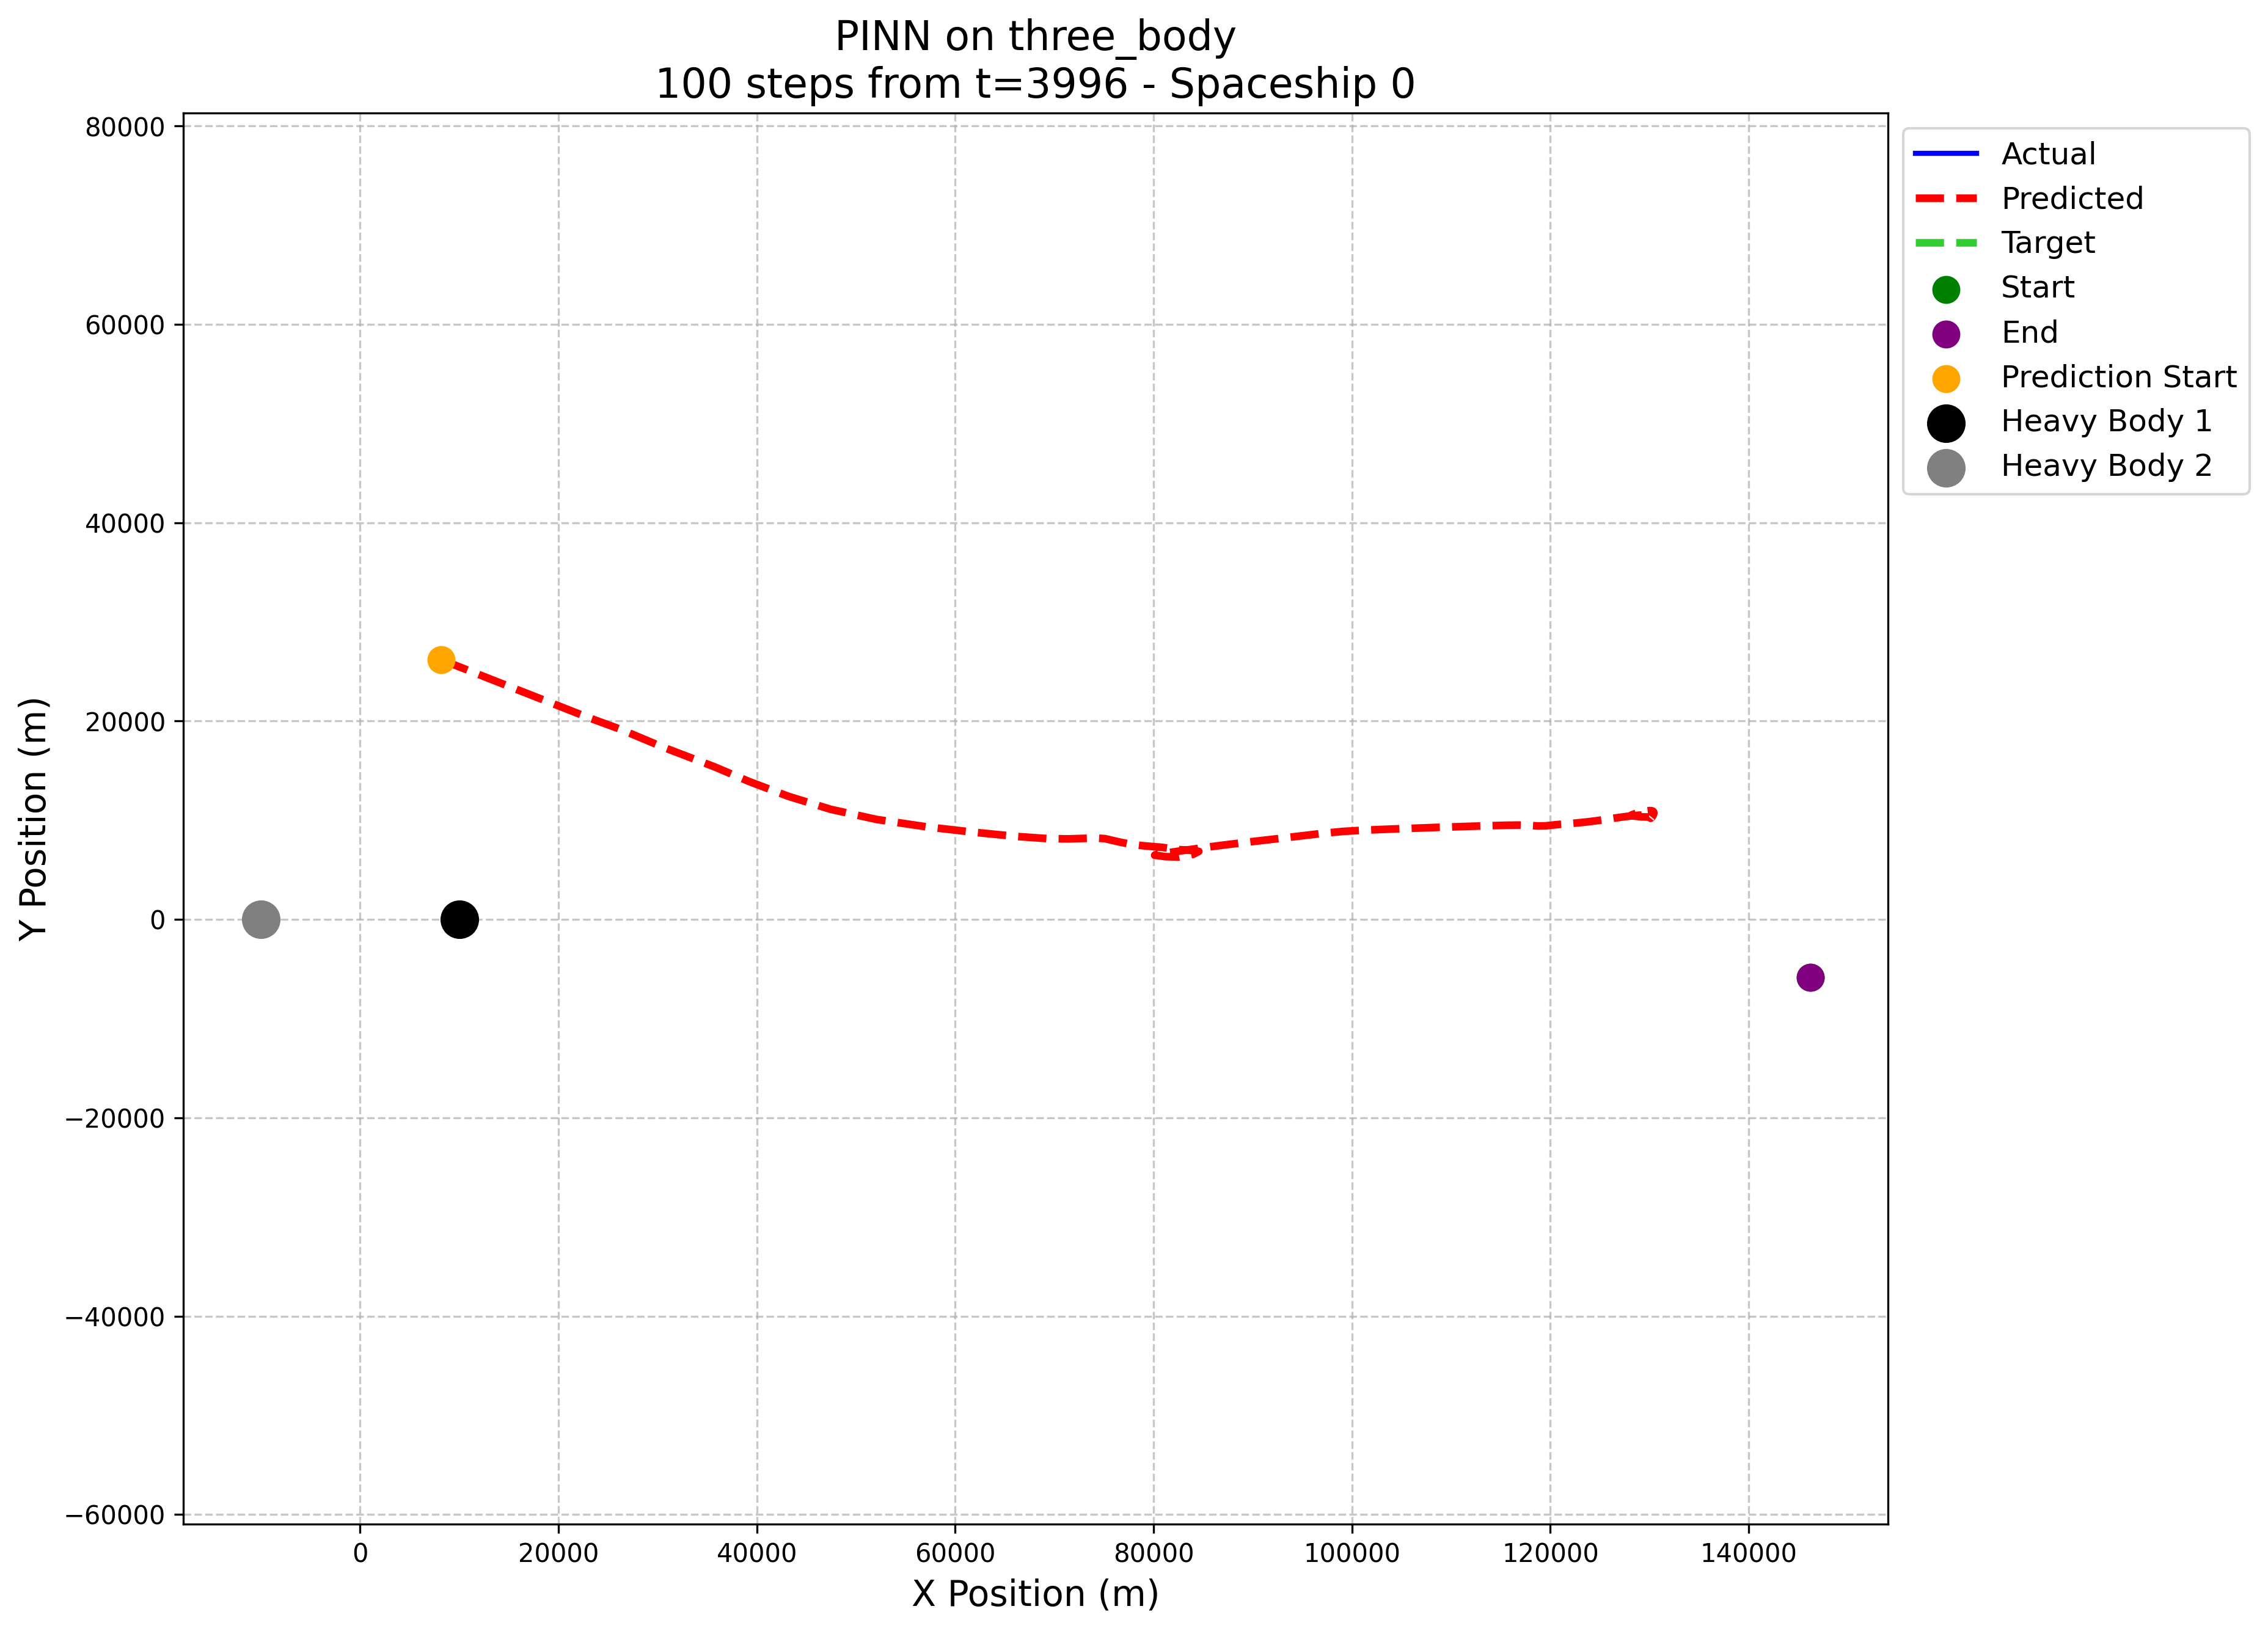 PINN on three_body
100 steps from t=3996 - Spaceship 0
80000
60000
40000
20000
0
−20000
−40000
−60000
Y Position (m)
0
20000
40000
60000
80000
100000
120000
140000
X Position (m)
Actual
Predicted
Target
Start
End
Prediction Start
Heavy Body 1
Heavy Body 2